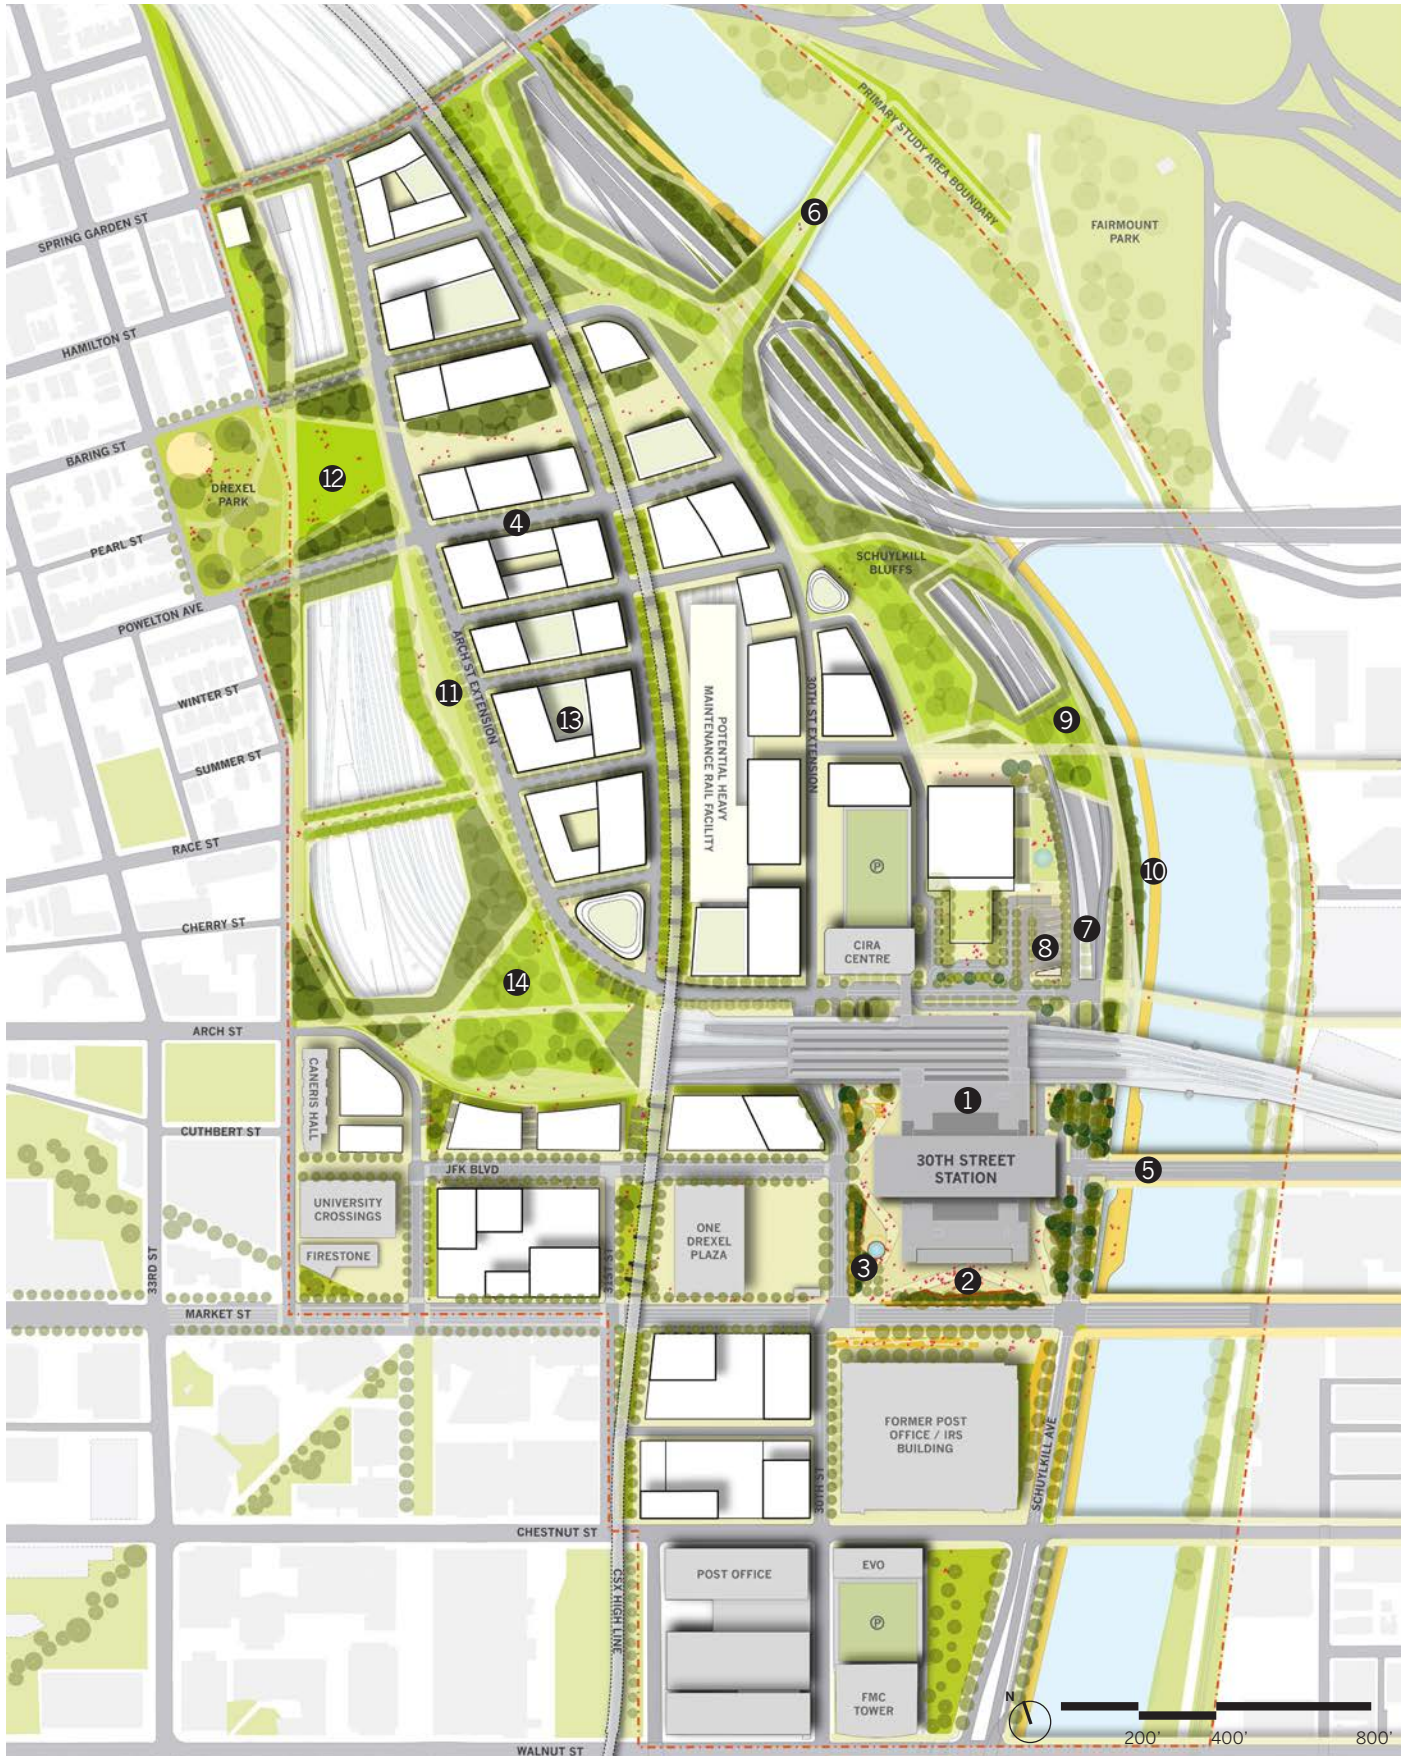 PRIMARY STUDY AREA BOUNDARY
6
FAIRMOUNT
PARK
SPRING GARDEN ST
HAMILTON ST
BARING ST
DREXEL
PARK
12
4
PEARL ST
SCHUYLKILL
BLUFFS
POWELTON AVE
WINTER ST
11
ARCH ST EXTENSION
13
POTENTIAL HEAVY
MAINTENANCE RAIL FACILITY
30TH ST EXTENSION
9
SUMMER ST
RACE ST
P
10
CHERRY ST
CIRA
CENTRE
8
7
14
ARCH ST
CANERIS HALL
1
CUTHBERT ST
30TH STREET
STATION
JFK BLVD
5
UNIVERSITY
CROSSINGS
ONE
DREXEL
PLAZA
FIRESTONE
33RD ST
31ST ST
3
2
MARKET ST
FORMER POST
OFFICE / IRS
BUILDING
30TH ST
SCHUYLKILL AVE
CHESTNUT ST
POST OFFICE
EVO
CSX HIGH LINE
P
FMC
TOWER
N
200'
400'
800'
WALNUT ST